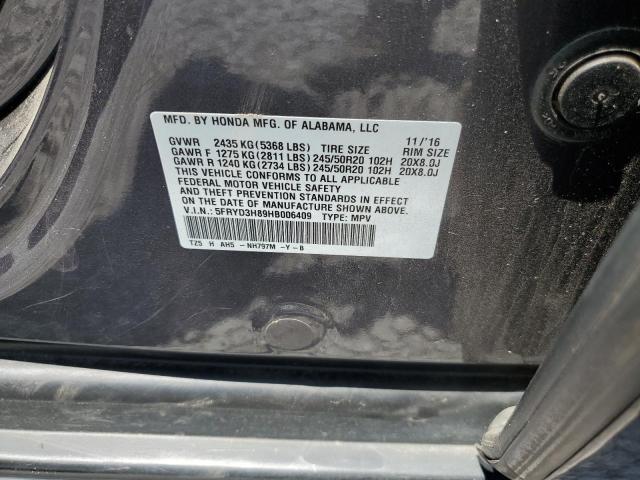 MFD. BY HONDA MFG. OF ALABAMA, LLC 11/'16
GVWR 2435 KG (5368 LBS) TIRE SIZE RIM SIZE
GAWR F 1275 KG (2811 LBS) 245/50R20 102H 20X8.0J
GAWR R 1240 KG (2734 LBS) 245/50R20 102H 20X8.0J
THIS VEHICLE CONFORMS TO ALL APPLICABLE
FEDERAL MOTOR VEHICLE SAFETY
AND THEFT PREVENTION STANDARDS IN EFFECT
ON THE DATE OF MANUFACTURE SHOWN ABOVE.
V.I.N.: 5FRYD3H89HB006409 TYPE: MPV
TZ5 H AH5 -NH797M -Y-B